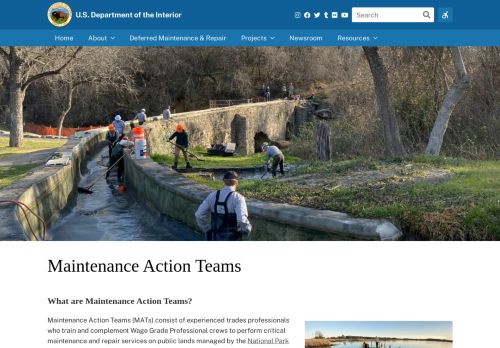 U.S. Department of the Interior
Search
Home
About
Deferred Maintenance & Repair
Projects
Newsroom
Resources
Maintenance Action Teams
What are Maintenance Action Teams?
Maintenance Action Teams (MATs) consist of experienced trades professionals
who train and complement Wage Grade Professional crews to perform critical
maintenance and repair services on public lands managed by the National Park